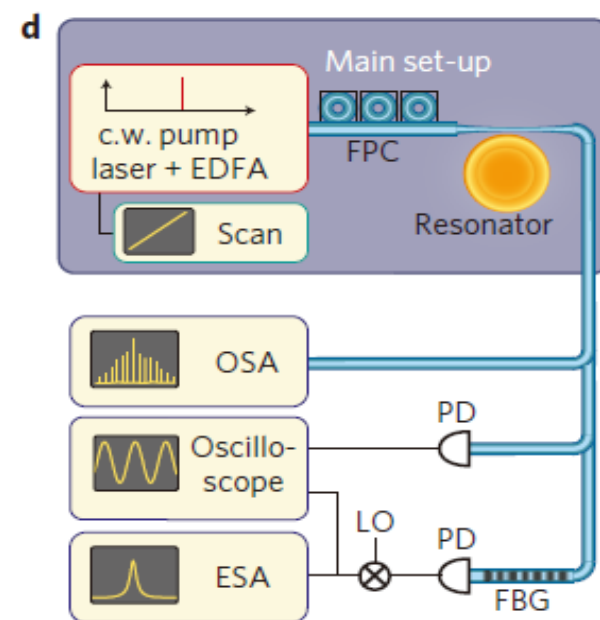 d
Main set-up
c.w. pump
laser + EDFA
FPC
Scan
Resonator
OSA
PD
Oscillo-
scope
LO
PD
ESA
FBG